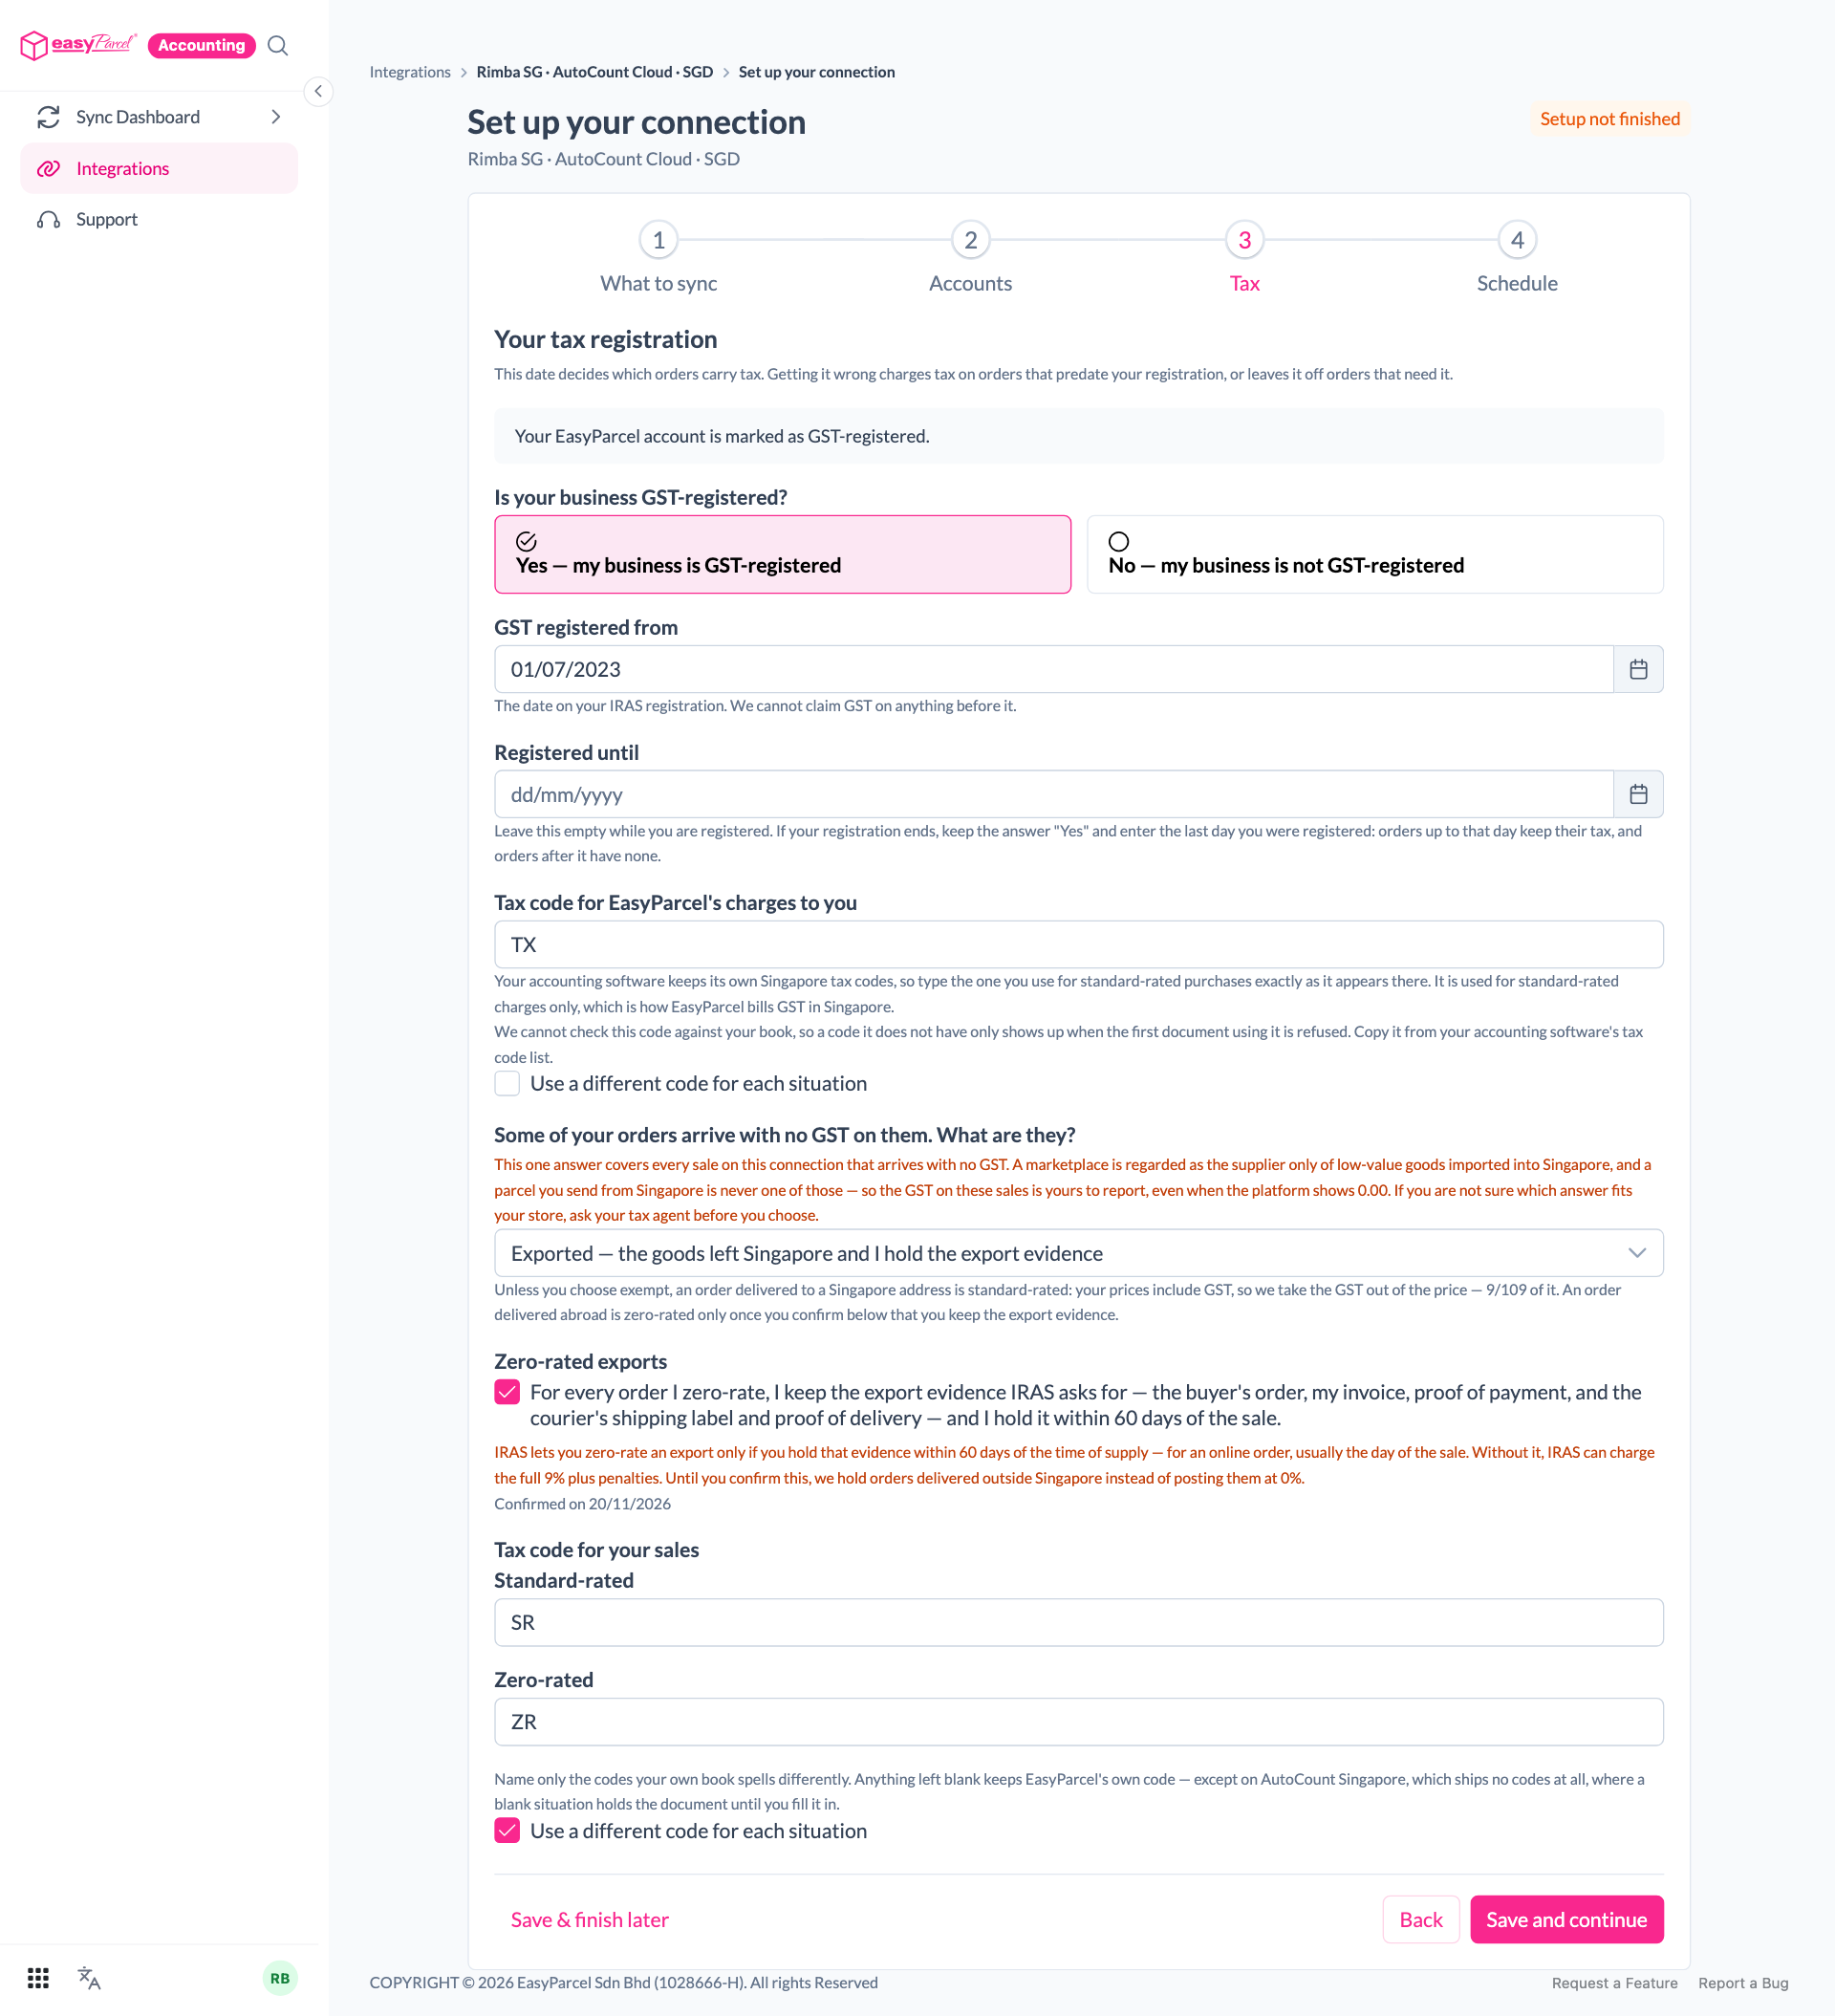 easyParcel Accounting
Sync Dashboard
Integrations
Support
Integrations > Rimba SG · AutoCount Cloud · SGD > Set up your connection
Set up your connection
Setup not finished
Rimba SG · AutoCount Cloud · SGD
1 2 3 4
What to sync Accounts Tax Schedule
Your tax registration
This date decides which orders carry tax. Getting it wrong charges tax on orders that predate your registration, or leaves it off orders that need it.
Your EasyParcel account is marked as GST-registered.
Is your business GST-registered?
Yes — my business is GST-registered
No — my business is not GST-registered
GST registered from
01/07/2023
The date on your IRAS registration. We cannot claim GST on anything before it.
Registered until
dd/mm/yyyy
Leave this empty while you are registered. If your registration ends, keep the answer "Yes" and enter the last day you were registered: orders up to that day keep their tax, and
orders after it have none.
Tax code for EasyParcel's charges to you
TX
Your accounting software keeps its own Singapore tax codes, so type the one you use for standard-rated purchases exactly as it appears there. It is used for standard-rated
charges only, which is how EasyParcel bills GST in Singapore.
We cannot check this code against your book, so a code it does not have only shows up when the first document using it is refused. Copy it from your accounting software's tax
code list.
Use a different code for each situation
Some of your orders arrive with no GST on them. What are they?
This one answer covers every sale on this connection that arrives with no GST. A marketplace is regarded as the supplier only of low-value goods imported into Singapore, and a
parcel you send from Singapore is never one of those — so the GST on these sales is yours to report, even when the platform shows 0.00. If you are not sure which answer fits
your store, ask your tax agent before you choose.
Exported — the goods left Singapore and I hold the export evidence
Unless you choose exempt, an order delivered to a Singapore address is standard-rated: your prices include GST, so we take the GST out of the price — 9/109 of it. An order
delivered abroad is zero-rated only once you confirm below that you keep the export evidence.
Zero-rated exports
For every order I zero-rate, I keep the export evidence IRAS asks for — the buyer's order, my invoice, proof of payment, and the
courier's shipping label and proof of delivery — and I hold it within 60 days of the sale.
IRAS lets you zero-rate an export only if you hold that evidence within 60 days of the time of supply — for an online order, usually the day of the sale. Without it, IRAS can charge
the full 9% plus penalties. Until you confirm this, we hold orders delivered outside Singapore instead of posting them at 0%.
Confirmed on 20/11/2026
Tax code for your sales
Standard-rated
SR
Zero-rated
ZR
Name only the codes your own book spells differently. Anything left blank keeps EasyParcel's own code — except on AutoCount Singapore, which ships no codes at all, where a
blank situation holds the document until you fill it in.
Use a different code for each situation
Save & finish later
Back
Save and continue
RB
COPYRIGHT © 2026 EasyParcel Sdn Bhd (1028666-H). All rights Reserved
Request a Feature
Report a Bug